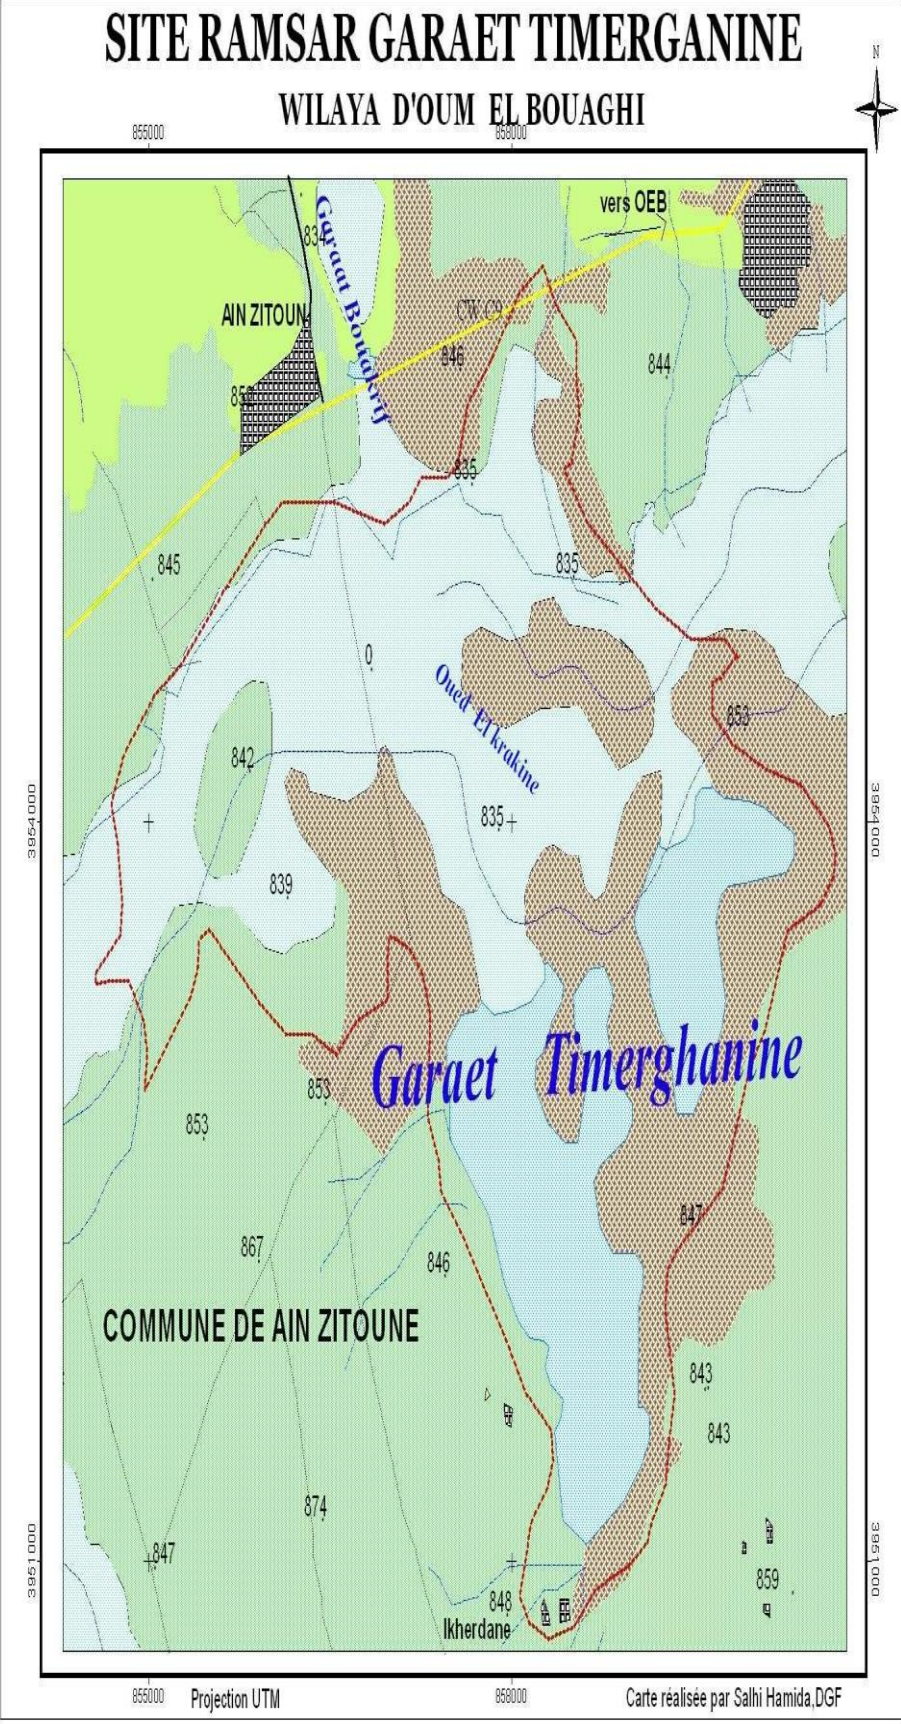 SITE RAMSAR GARAET TIMERGANINE
N
WILAYA D'OUM EL BOUAGHI
855000
858000
vers OEB
834
Garaat Bouakrif
AIN ZITOUN
CW C9
846
844
835
845
835
0
Oued El krakine
853
842
3954000
835
3954000
839
Garaet Timerghanine
853
853
847
867
846
COMMUNE DE AIN ZITOUNE
843
843
874
3951000
847
3951000
859
848
Ikherdane
855000
858000
Projection UTM
Carte réalisée par Salhi Hamida,DGF